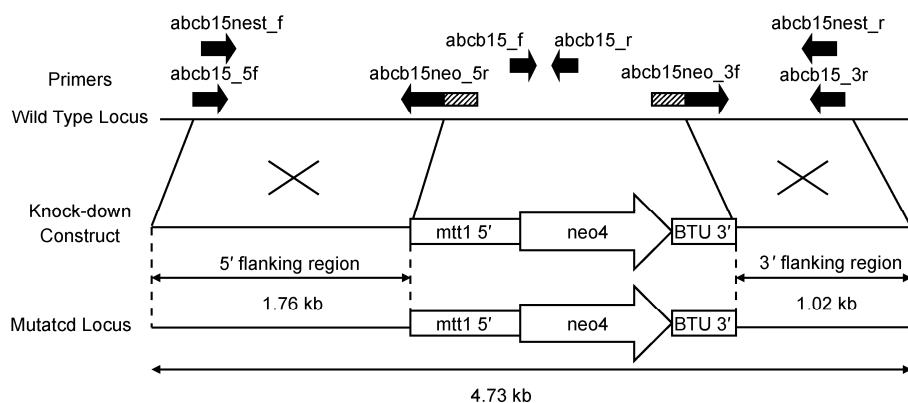 abcb15nest_f
abcb15nest_r
abcb15_f
abcb15_r
Primers
abcb15_5f
abcb15neo_5r
abcb15neo_3f
abcb15_3r
Wild Type Locus
Knock-down
Construct
mtt1 5′
neo4
BTU 3′
5′ flanking region
3′ flanking region
1.76 kb
1.02 kb
Mutatcd Locus
mtt1 5′
neo4
BTU 3′
4.73 kb